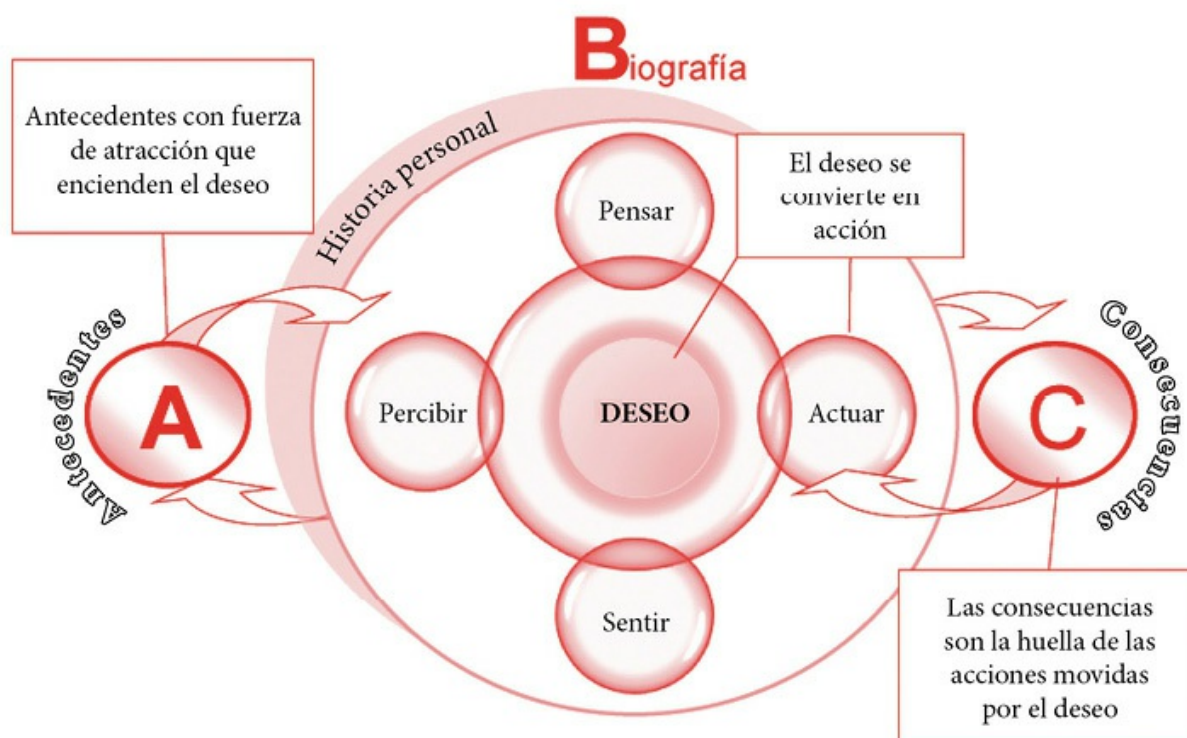 Biografía
Antecedentes con fuerza
de atracción que
encienden el deseo
Historia personal
El deseo se
convierte en
acción
Pensar
Antecedentes
A
Percibir
DESEO
Actuar
C
Consecuencias
Sentir
Las consecuencias
son la huella de las
acciones movidas
por el deseo